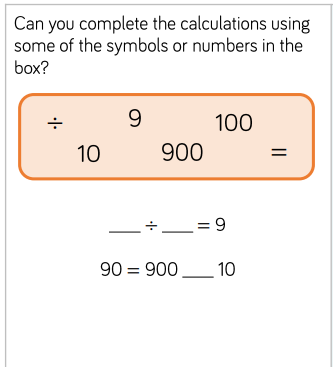 Can you complete the calculations using
some of the symbols or numbers in the
box?
÷ 9 100
10 900 =
___ ÷ ___ = 9
90 = 900 ___ 10